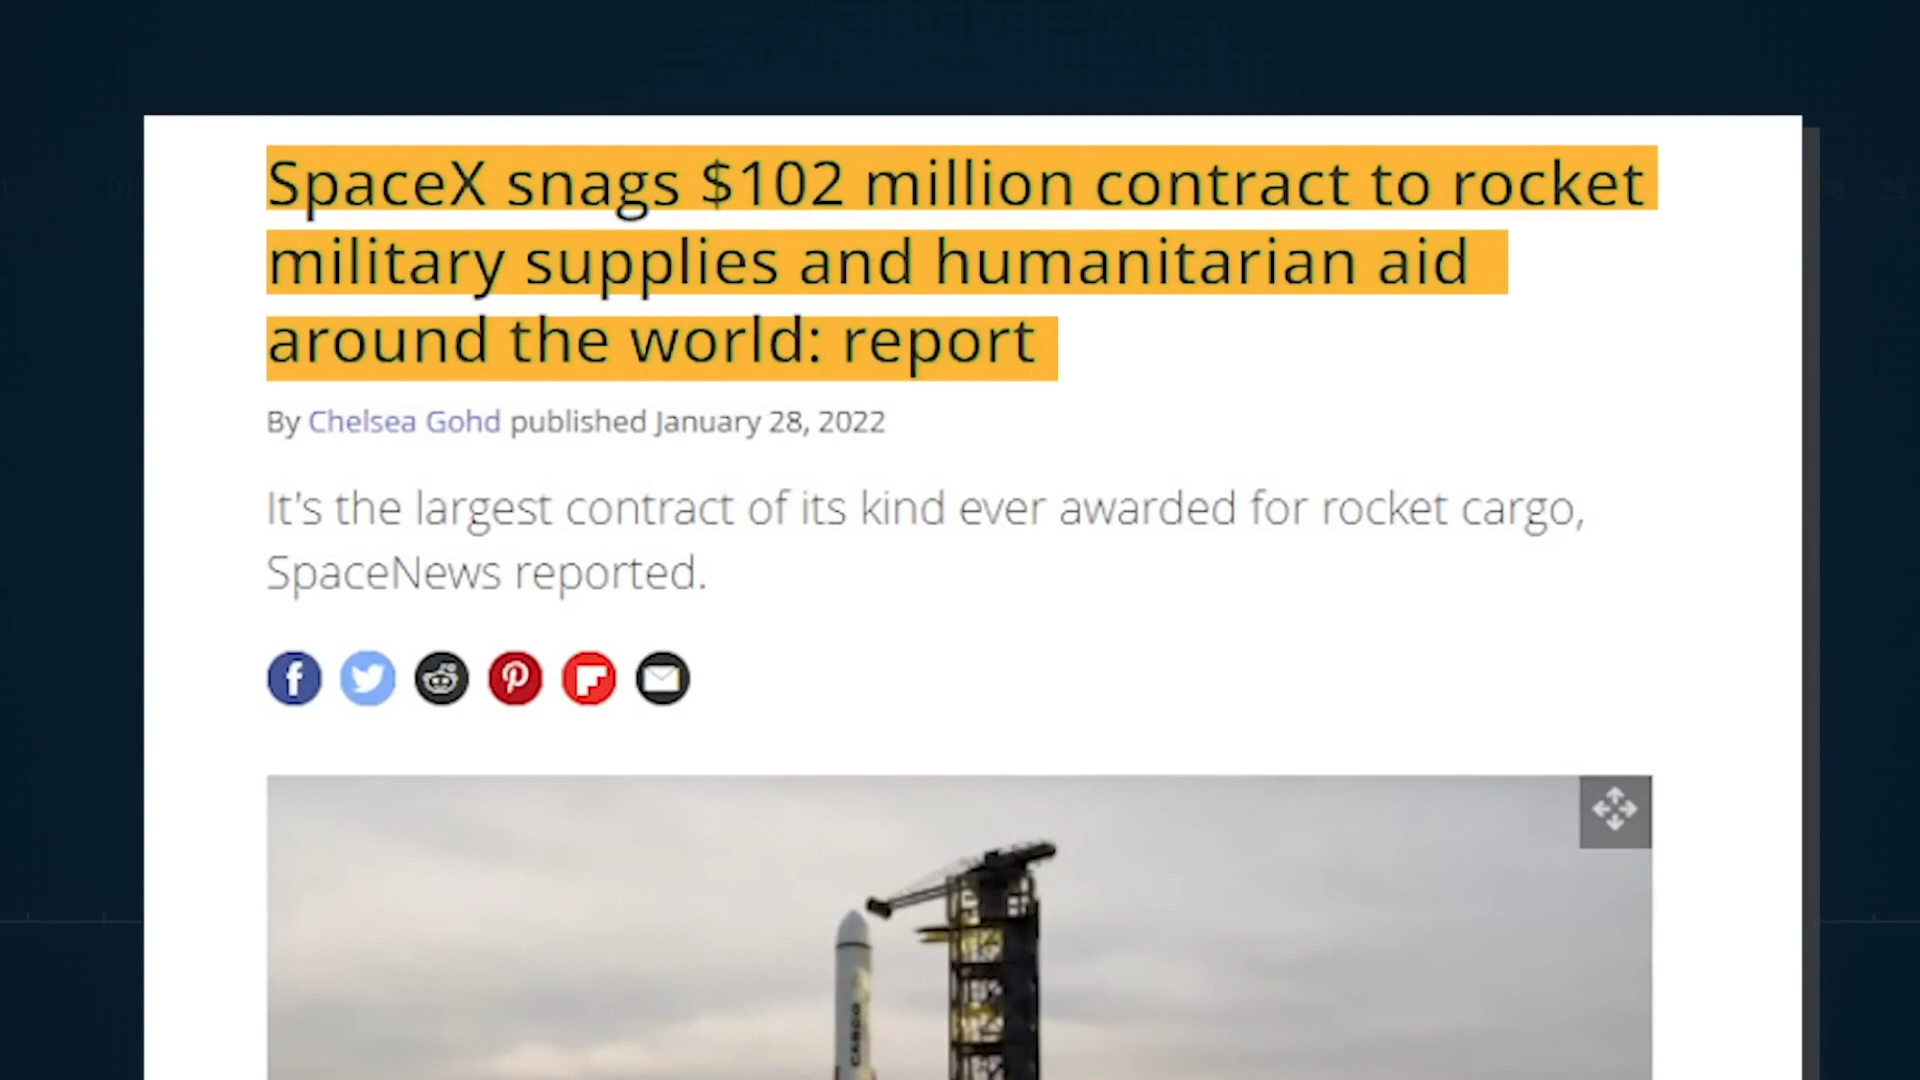 SpaceX snags $102 million contract to rocket
military supplies and humanitarian aid
around the world: report
By Chelsea Gohd published January 28, 2022
It's the largest contract of its kind ever awarded for rocket cargo,
SpaceNews reported.
CARGO